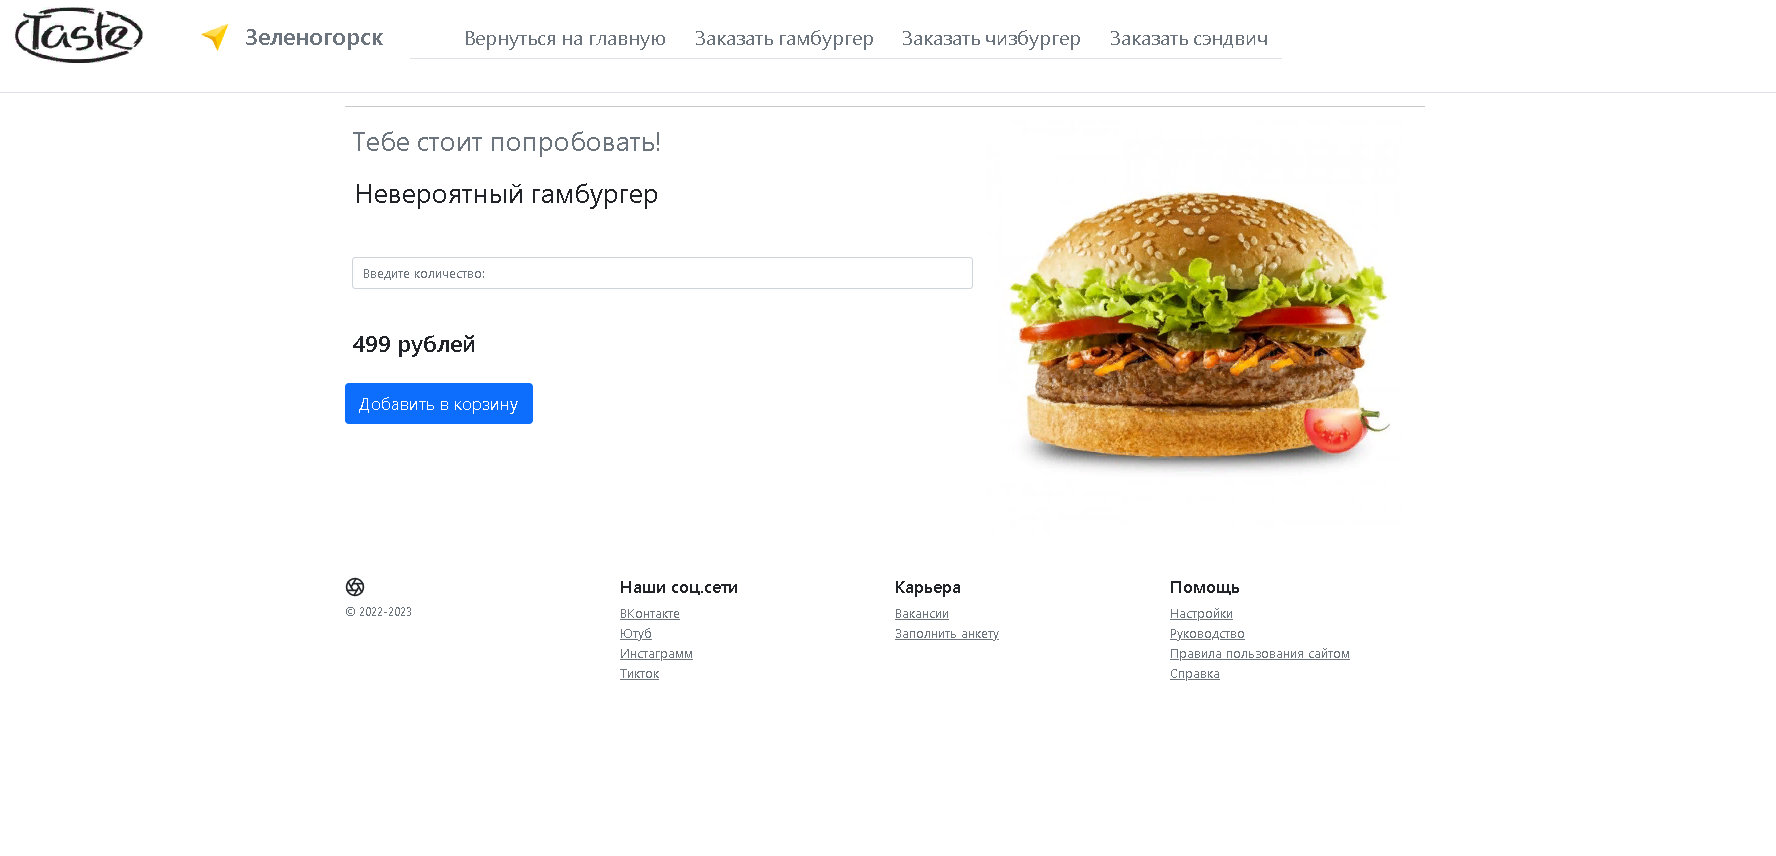 Taste
Зеленогорск
Вернуться на главную
Заказать гамбургер
Заказать чизбургер
Заказать сэндвич
Тебе стоит попробовать!
Невероятный гамбургер
Введите количество:
499 рублей
Добавить в корзину
© 2022-2023
Наши соц.сети
ВКонтакте
Ютуб
Инстаграмм
Тикток
Карьера
Вакансии
Заполнить анкету
Помощь
Настройки
Руководство
Правила пользования сайтом
Справка